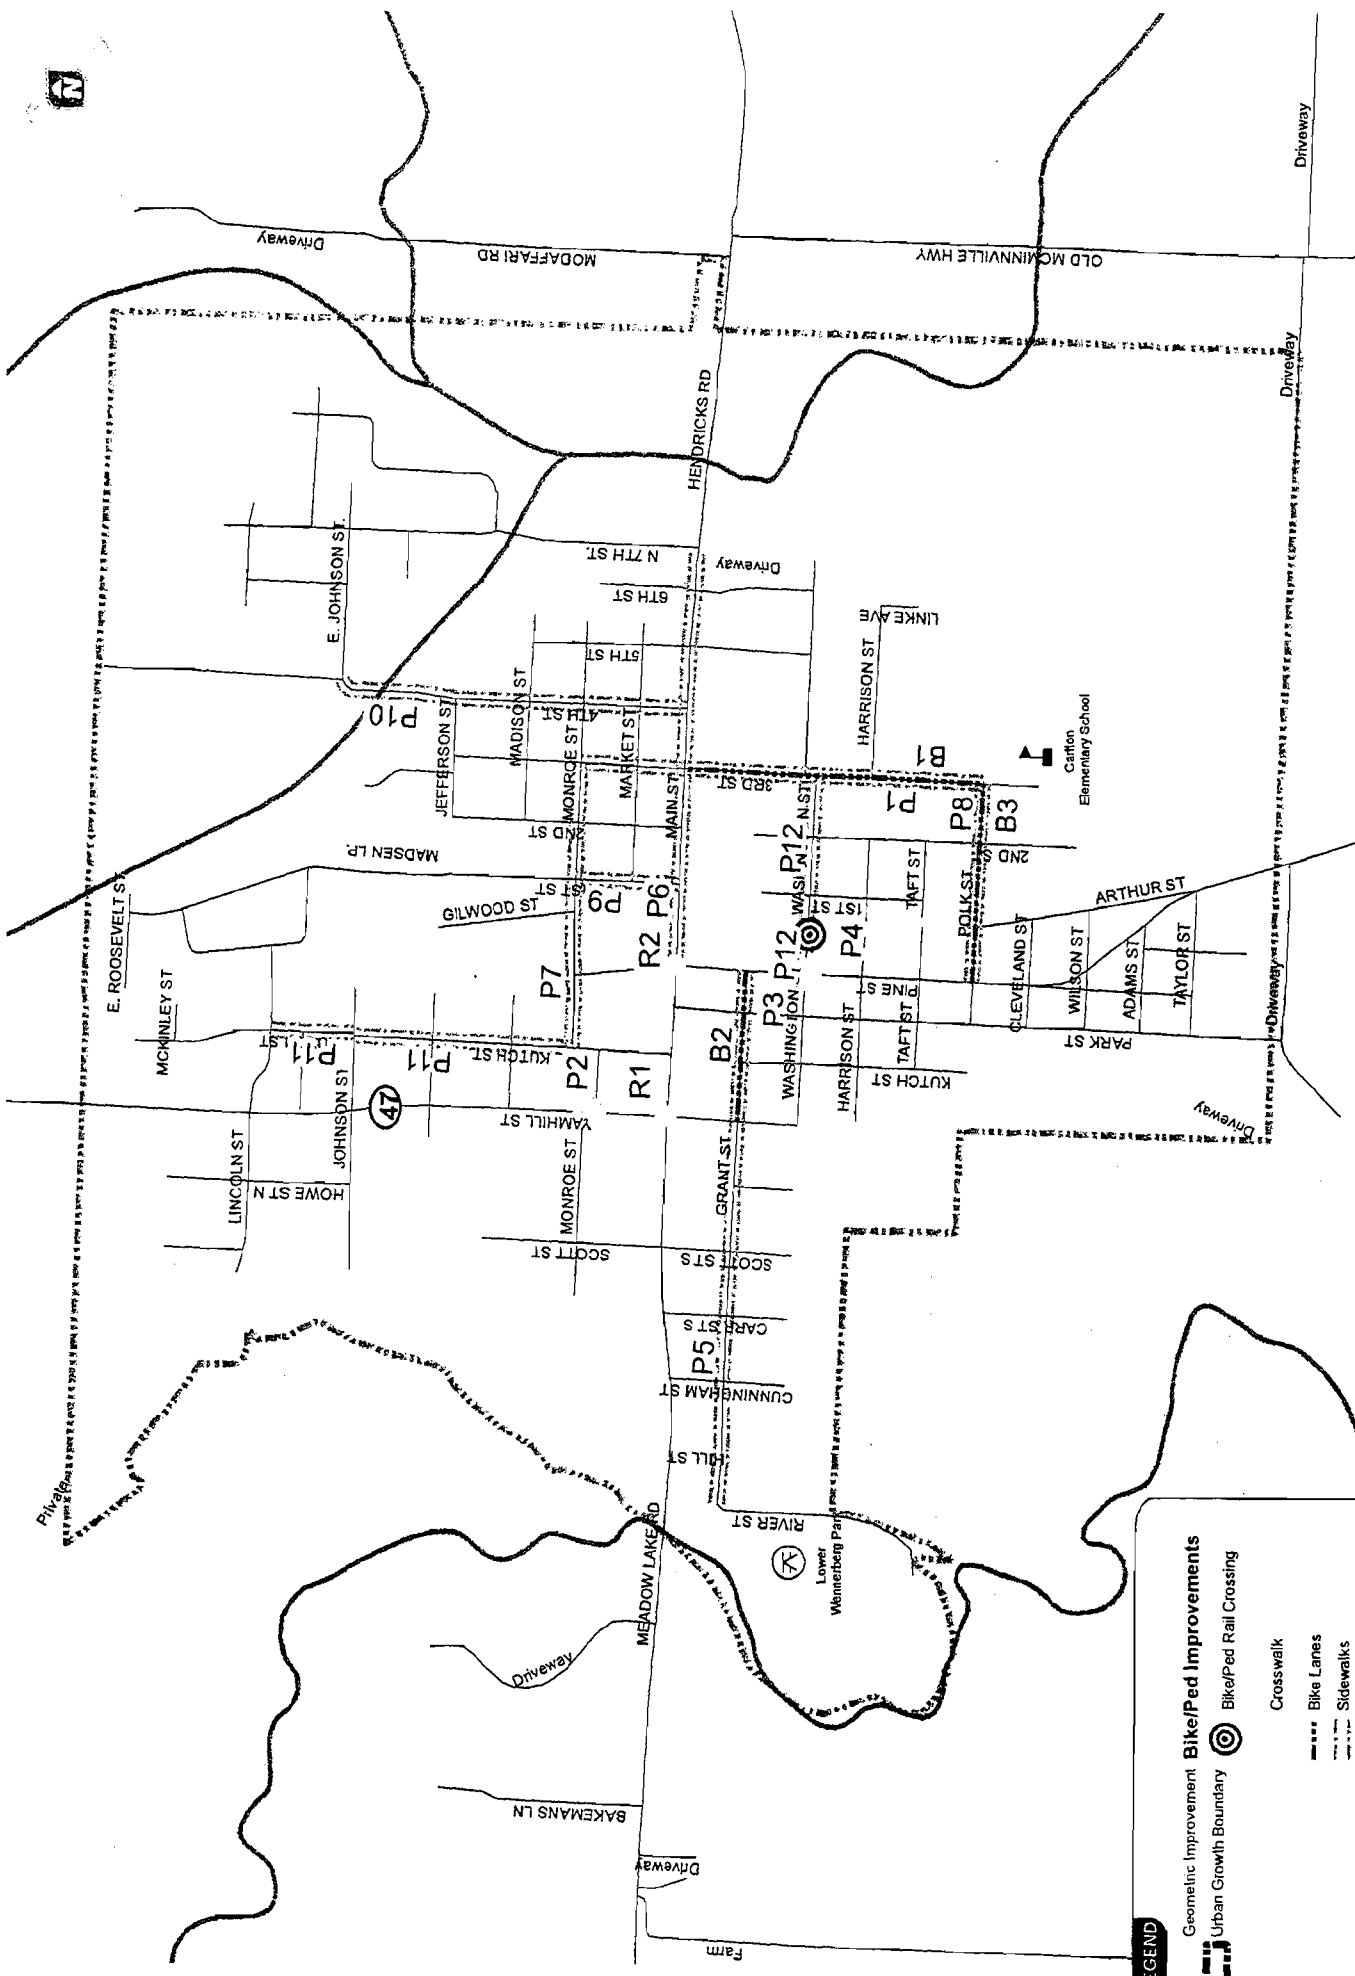 N
Private
E. ROOSEVELT ST
MCKINLEY ST
LINCOLN ST
HOWE ST N
JOHNSON ST
E. JOHNSON ST.
47
P11
P11
KUTCH ST.
YAMHILL ST
MONROE ST
SCOTT ST
MADSEN LP.
GILWOOD ST
JEFFERSON ST
MADISON ST
MONROE ST
MARKET ST
MAIN ST
2ND ST
4TH ST
5TH ST
6TH ST
N 7TH ST.
P10
P9
P7
P6
P2
R1
R2
Driveway
MODAFFARI RD
HENDRICKS RD
OLD MCMINNVILLE HWY
Driveway
Driveway
Driveway
3RD ST
N ST
HARRISON ST
LINKE AVE
B1
P1
P8
B3
Carlton
Elementary School
P12
P12
1ST ST
TAFT ST
2ND S
POLK ST
P4
PINE ST
P3
WASHINGTON
B2
HARRISON ST
TAFT ST
KUTCH ST
CLEVELAND ST
WILSON ST
ADAMS ST
TAYLOR ST
ARTHUR ST
PARK ST
Driveway
Driveway
GRANT ST
SCOTT ST S
CARR ST S
P5
CUNNINGHAM ST
HILL ST
RIVER ST
Lower
Wennerberg Park
MEADOW LAKE RD
Driveway
BAKEMANS LN
Driveway
Farm
GEND
Geometric Improvement
Urban Growth Boundary
Bike/Ped Improvements
Bike/Ped Rail Crossing
Crosswalk
Bike Lanes
Sidewalks